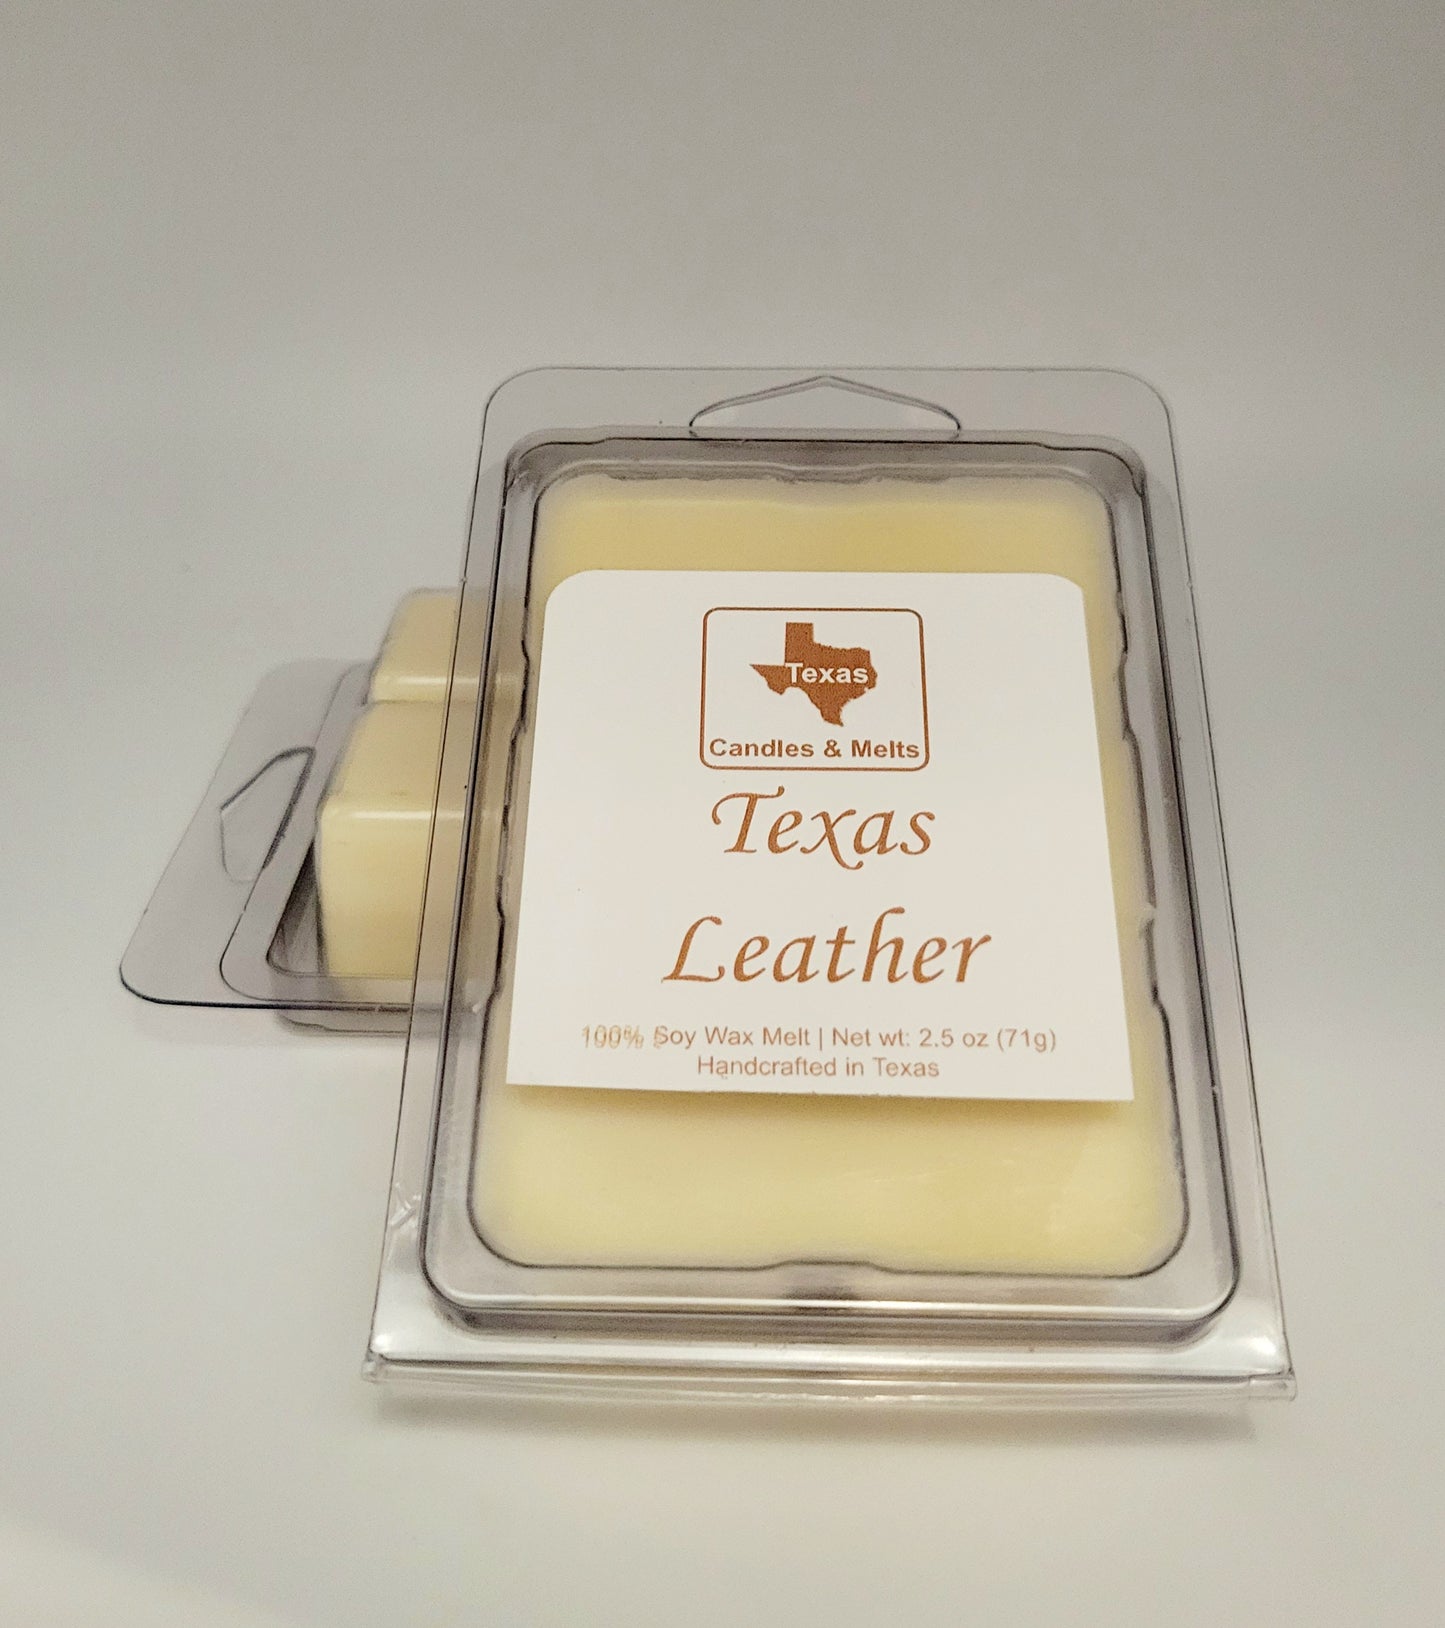 Texas
Candles & Melts
Texas
Leather
100% Soy Wax Melt | Net wt: 2.5 oz (71g)
Handcrafted in Texas